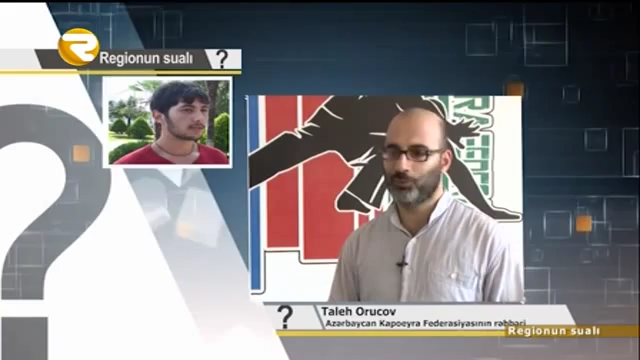 Regionun sualı
?
?
Taleh Orucov
?
Azərbaycan Kapoeyra Federasiyasının rəhbəri
Regionun sualı